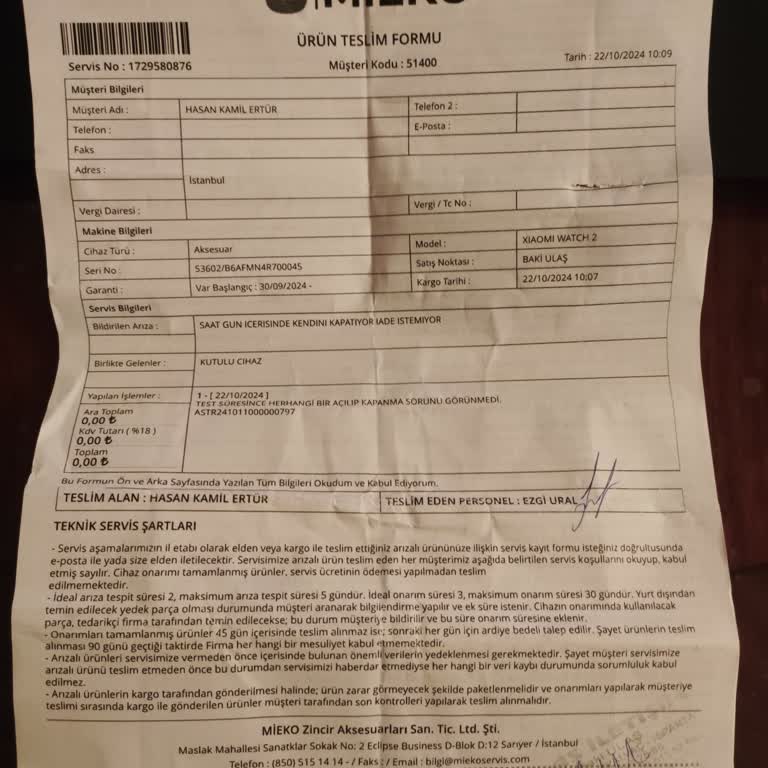 MIEKO
ÜRÜN TESLİM FORMU
Servis No : 1729580876
Müşteri Kodu : 51400
Tarih : 22/10/2024 10:09
Müşteri Bilgileri
Müşteri Adı : HASAN KAMİL ERTÜR Telefon 2 :
Telefon : E-Posta :
Faks
Adres :
İstanbul
Vergi Dairesi : Vergi / Tc No :
Makine Bilgileri
Cihaz Türü : Aksesuar Model : XIAOMI WATCH 2
Seri No : 53602/B6AFMN4R700045 Satış Noktası : BAKİ ULAŞ
Garanti : Var Başlangıç : 30/09/2024 - Kargo Tarihi : 22/10/2024 10:07
Servis Bilgileri
Bildirilen Arıza : SAAT GUN ICERISINDE KENDINI KAPATIYOR IADE ISTEMIYOR
Birlikte Gelenler : KUTULU CIHAZ
Yapılan İşlemler : 1 - [ 22/10/2024 ]
TEST SÜRESİNCE HERHANGİ BİR AÇILIP KAPANMA SORUNU GÖRÜNMEDİ.
Ara Toplam ASTR241011000000797
0,00 ₺
Kdv Tutarı ( %18 )
0,00 ₺
Toplam
0,00 ₺
Bu Formun Ön ve Arka Sayfasında Yazılan Tüm Bilgileri Okudum ve Kabul Ediyorum.
TESLİM ALAN : HASAN KAMİL ERTÜR TESLİM EDEN PERSONEL : EZGİ URAL
TEKNİK SERVİS ŞARTLARI
- Servis aşamalarımızın il etabı olarak elden veya kargo ile teslim ettiğiniz arızalı ürününüze ilişkin servis kayıt formu isteğiniz doğrultusunda
e-posta ile yada size elden iletilecektir. Servisimize arızalı ürün teslim eden her müşterimiz aşağıda belirtilen servis koşullarını okuyup, kabul
etmiş sayılır. Cihaz onarımı tamamlanmış ürünler, servis ücretinin ödemesi yapılmadan teslim
edilmemektedir.
- İdeal arıza tespit süresi 2, maksimum arıza tespit süresi 5 gündür. İdeal onarım süresi 3, maksimum onarım süresi 30 gündür. Yurt dışından
temin edilecek yedek parça olması durumunda müşteri aranarak bilgilendirme yapılır ve ek süre istenir. Cihazın onarımında kullanılacak
parça, tedarikçi firma tarafından temin edilecekse; bu durum müşteriye bildirilir ve bu süre onarım süresine eklenir.
- Onarımları tamamlanmış ürünler 45 gün içerisinde teslim alınmaz ise; sonraki her gün için ardiye bedeli talep edilir. Şayet ürünlerin teslim
alınması 90 günü geçtiği taktirde Firma her hangi bir mesuliyet kabul etmemektedir.
- Arızalı ürünleri servisimize vermeden önce içerisinde bulunan önemli verilerin yedeklenmesi gerekmektedir. Şayet müşteri servisimize
arızalı ürünü teslim etmeden önce bu durumdan servisimizi haberdar etmediyse her hangi bir veri kaybı durumunda sorumluluk kabul
edilmez.
- Arızalı ürünlerin kargo tarafından gönderilmesi halinde; ürün zarar görmeyecek şekilde paketlenmelidir ve onarımları yapılarak müşteriye
teslimi sırasında kargo ile gönderilen ürünler müşteri tarafından son kontrolleri yapılarak teslim alınmalıdır.
MİEKO Zincir Aksesuarları San. Tic. Ltd. Şti.
Maslak Mahallesi Sanatklar Sokak No: 2 Eclipse Business D-Blok D:12 Sarıyer / İstanbul
Telefon : (850) 515 14 14 - / Faks : / Email : bilgi@miekoservis.com